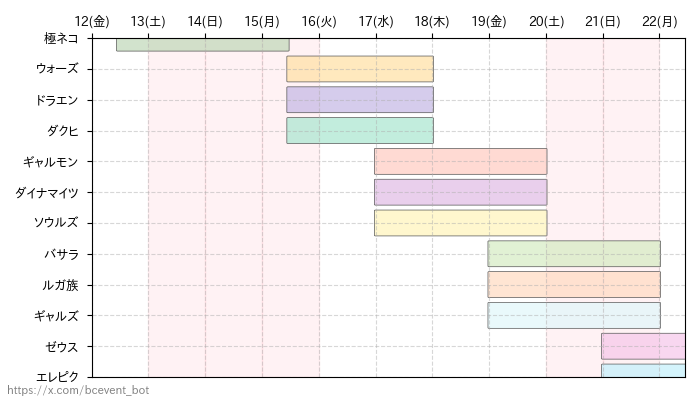 12(金) 13(土) 14(日) 15(月) 16(火) 17(水) 18(木) 19(金) 20(土) 21(日) 22(月)
極ネコ
ウォーズ
ドラエン
ダクヒ
ギャルモン
ダイナマイツ
ソウルズ
バサラ
ルガ族
ギャルズ
ゼウス
エレピク
https://x.com/bcevent_bot